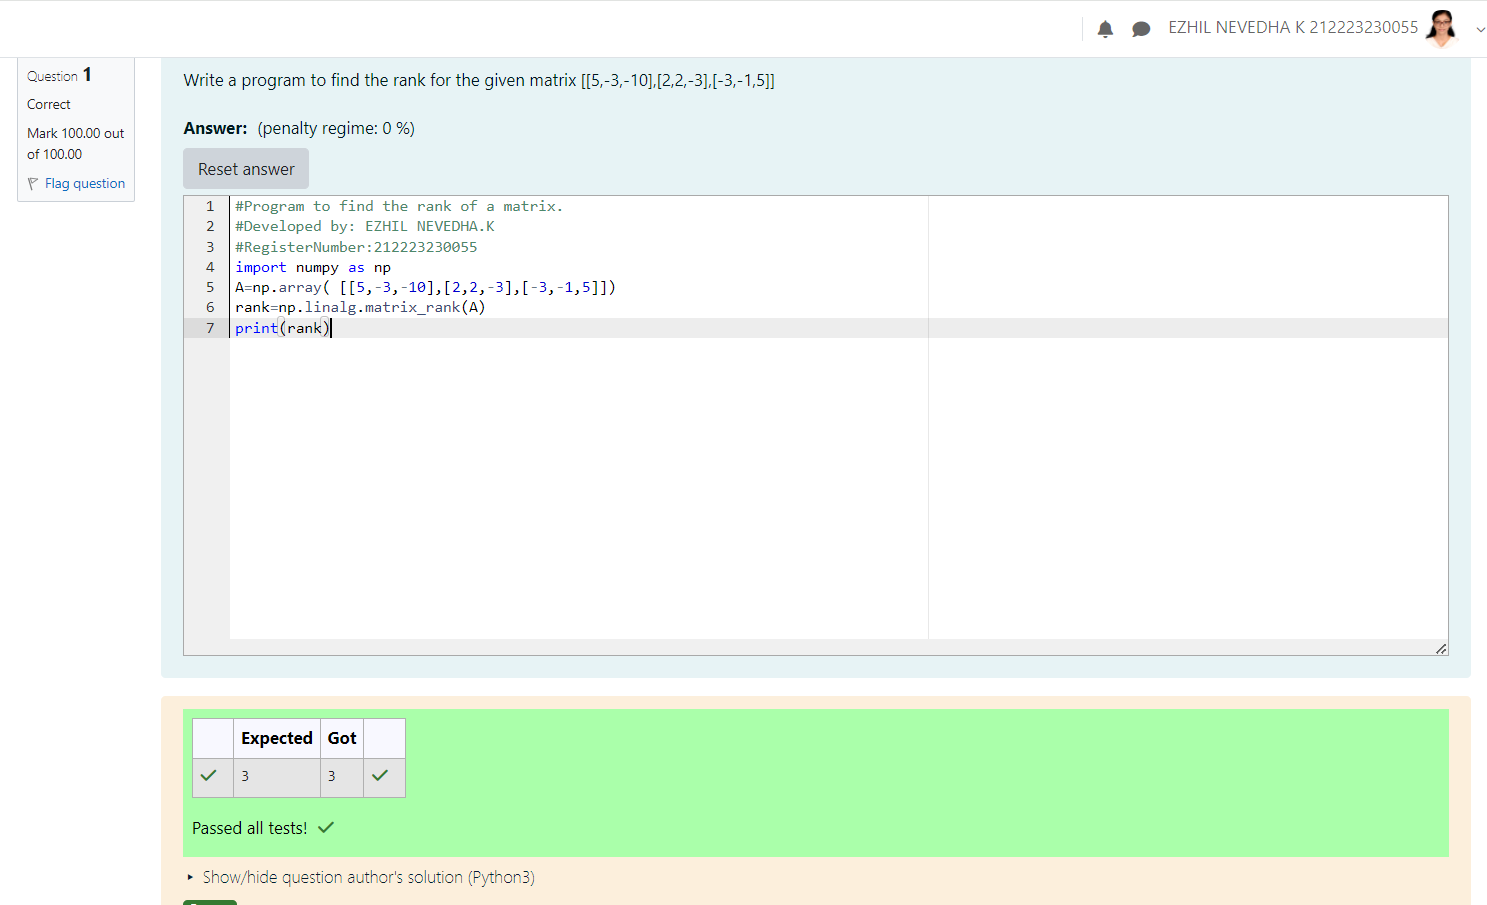 EZHIL NEVEDHA K 212223230055
Question 1
Correct
Mark 100.00 out
of 100.00
Flag question
Write a program to find the rank for the given matrix [[5,-3,-10],[2,2,-3],[-3,-1,5]]
Answer: (penalty regime: 0 %)
Reset answer
1 #Program to find the rank of a matrix.
2 #Developed by: EZHIL NEVEDHA.K
3 #RegisterNumber:212223230055
4 import numpy as np
5 A=np.array( [[5,-3,-10],[2,2,-3],[-3,-1,5]])
6 rank=np.linalg.matrix_rank(A)
7 print(rank)
Expected Got
3 3
Passed all tests!
Show/hide question author's solution (Python3)